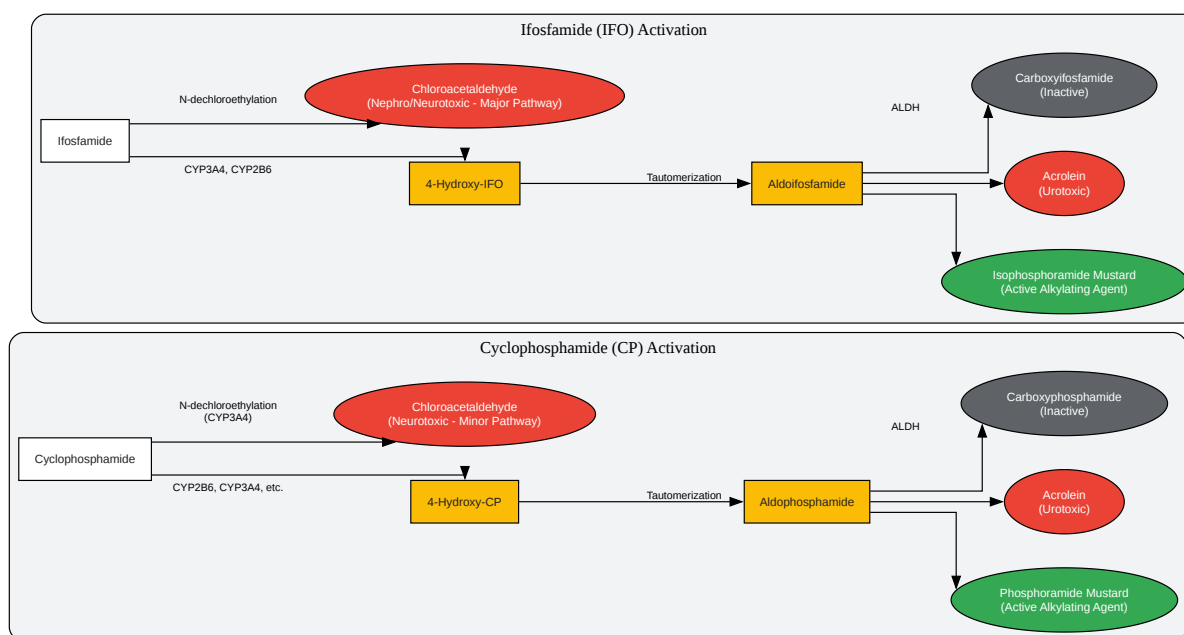 Ifosfamide (IFO) Activation
N-dechloroethylation
Chloroacetaldehyde
(Nephro/Neurotoxic - Major Pathway)
Ifosfamide
CYP3A4, CYP2B6
4-Hydroxy-IFO
Tautomerization
Aldoifosfamide
ALDH
Carboxyifosfamide
(Inactive)
Acrolein
(Urotoxic)
Isophosphoramide Mustard
(Active Alkylating Agent)
Cyclophosphamide (CP) Activation
N-dechloroethylation
(CYP3A4)
Chloroacetaldehyde
(Neurotoxic - Minor Pathway)
Cyclophosphamide
CYP2B6, CYP3A4, etc.
4-Hydroxy-CP
Tautomerization
Aldophosphamide
ALDH
Carboxyphosphamide
(Inactive)
Acrolein
(Urotoxic)
Phosphoramide Mustard
(Active Alkylating Agent)